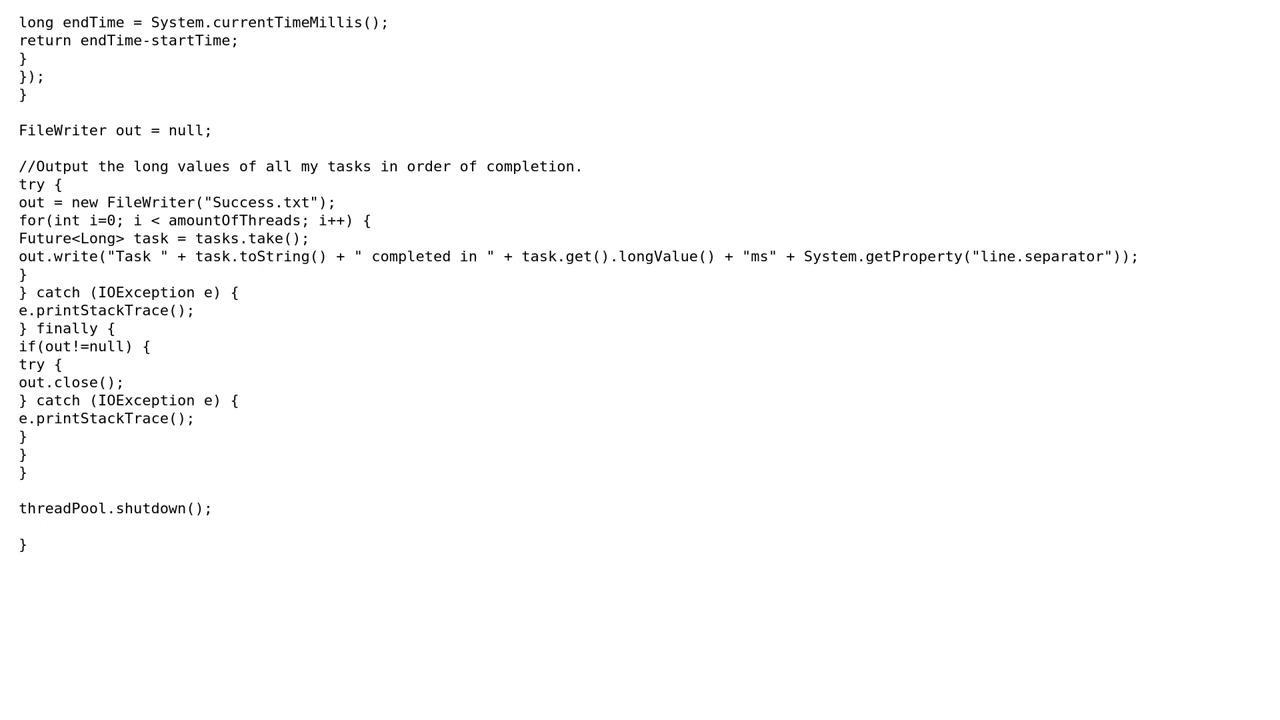 long endTime = System.currentTimeMillis();
return endTime-startTime;
}
});
}

FileWriter out = null;

//Output the long values of all my tasks in order of completion.
try {
out = new FileWriter("Success.txt");
for(int i=0; i < amountOfThreads; i++) {
Future<Long> task = tasks.take();
out.write("Task " + task.toString() + " completed in " + task.get().longValue() + "ms" + System.getProperty("line.separator"));
}
} catch (IOException e) {
e.printStackTrace();
} finally {
if(out!=null) {
try {
out.close();
} catch (IOException e) {
e.printStackTrace();
}
}
}

threadPool.shutdown();

}